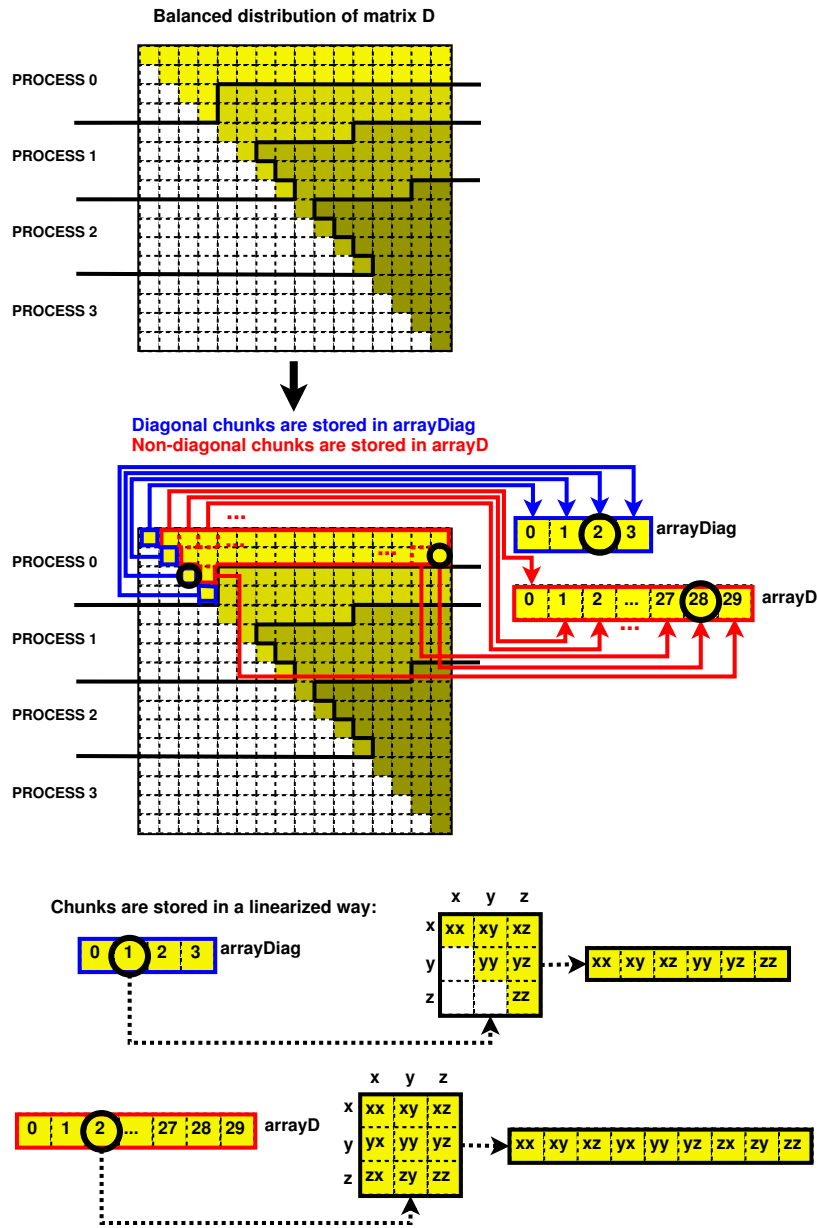 Balanced distribution of matrix D
PROCESS 0
PROCESS 1
PROCESS 2
PROCESS 3
Diagonal chunks are stored in arrayDiag
Non-diagonal chunks are stored in arrayD
...
0 1 2 3 arrayDiag
... ...
PROCESS 0
0 1 2 ... 27 28 29 arrayD
...
PROCESS 1
PROCESS 2
PROCESS 3
Chunks are stored in a linearized way:
0 1 2 3 arrayDiag
x y z
x xx xy xz
y yy yz
z zz
xx xy xz yy yz zz
0 1 2 ... 27 28 29 arrayD
x y z
x xx xy xz
y yx yy yz
z zx zy zz
xx xy xz yx yy yz zx zy zz